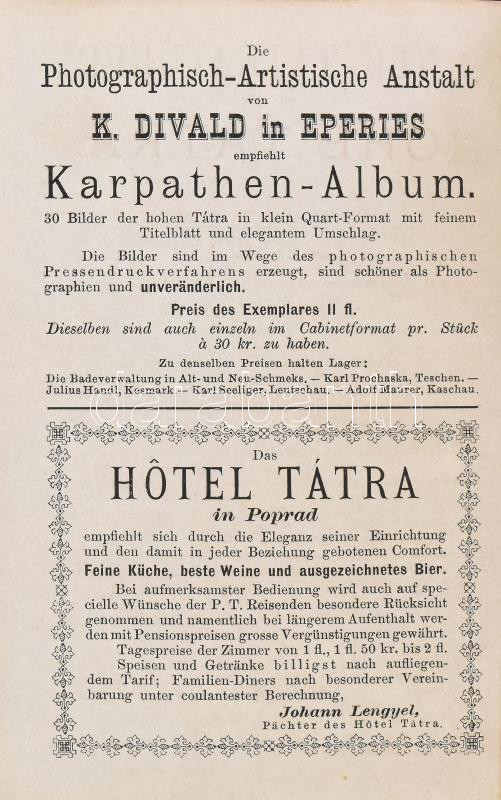 Die
Photographisch-Artistische Anstalt
von
K. DIVALD in EPERIES
empfiehlt
Karpathen-Album.
30 Bilder der hohen Tátra in klein Quart-Format mit feinem
Titelblatt und elegantem Umschlag.
Die Bilder sind im Wege des photographischen
Pressendruckverfahrens erzeugt, sind schöner als Photo-
graphien und unveränderlich.
Preis des Exemplares 11 fl.
Dieselben sind auch einzeln im Cabinetformat pr. Stück
à 30 kr. zu haben.
Zu denselben Preisen halten Lager:
Die Badeverwaltung in Alt- und Neu-Schmeks. — Karl Prochaska, Teschen. —
Julius Handl, Kesmark — Karl Seeliger, Leutschau. — Adolf Maurer, Kaschau.
darabanth
Das
HÔTEL TÁTRA
in Poprad
empfiehlt sich durch die Eleganz seiner Einrichtung
und den damit in jeder Beziehung gebotenen Comfort.
Feine Küche, beste Weine und ausgezeichnetes Bier.
Bei aufmerksamster Bedienung wird auch auf spe-
cielle Wünsche der P. T. Reisenden besondere Rücksicht
genommen und namentlich bei längerem Aufenthalt wer-
den mit Pensionspreisen grosse Vergünstigungen gewährt.
Tagespreise der Zimmer von 1 fl., 1 fl. 50 kr. bis 2 fl.
Speisen und Getränke billigst nach aufliegen-
dem Tarif; Familien-Diners nach besonderer Verein-
barung unter coulantester Berechnung,
Johann Lengyel,
Pächter des Hôtel Tátra.